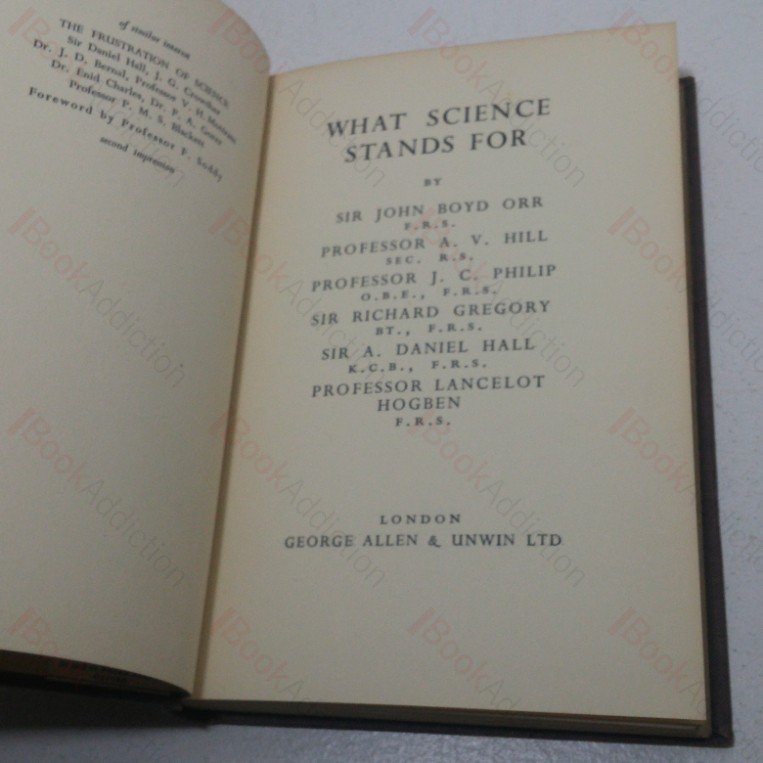 of similar interest
THE FRUSTRATION OF SCIENCE
Sir Daniel Hall, J. G. Crowther
Dr. J. D. Bernal, Professor V. H. Mottram
Dr. Enid Charles, Dr. P. A. Gorer
Professor P. M. S. Blackett
Foreword by Professor F. Soddy
second impression
WHAT SCIENCE
STANDS FOR
BY
SIR JOHN BOYD ORR
F.R.S.
PROFESSOR A. V. HILL
SEC. R.S.
PROFESSOR J. C. PHILIP
O.B.E., F.R.S.
SIR RICHARD GREGORY
BT., F.R.S.
SIR A. DANIEL HALL
K.C.B., F.R.S.
PROFESSOR LANCELOT
HOGBEN
F.R.S.
LONDON
GEORGE ALLEN & UNWIN LTD
BookAddiction